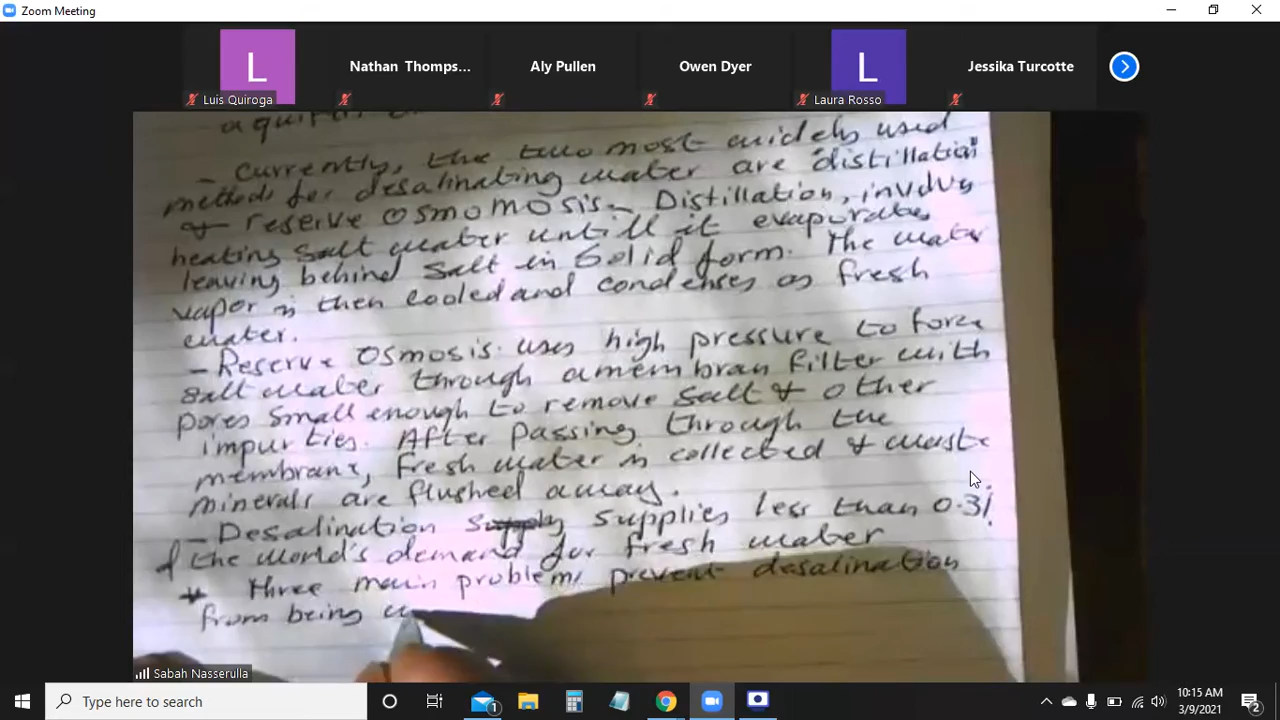 Zoom Meeting
L
Nathan Thomps...
Aly Pullen
Owen Dyer
L
Jessika Turcotte
Luis Quiroga
Laura Rosso
- Currently, the two most widely used
methods for desalinating water are distillation
& reserve osmomosis - Distillation, involves
heating salt water untill it evaporates
leaving behind salt in solid form. The water
vapor is then cooled and condenses as fresh
water.
- Reserve osmosis uses high pressure to force
salt water through a membran filter with
pores small enough to remove salt & other
impurties. After passing through the
membrane, fresh water is collected & waste
minerals are flushed away.
- Desalination supply supplies less than 0.3%
of the world's demand for fresh water
* Three main problems prevent desalination
from being
Sabah Nasserulla
Type here to search
1
10:15 AM
3/9/2021
2